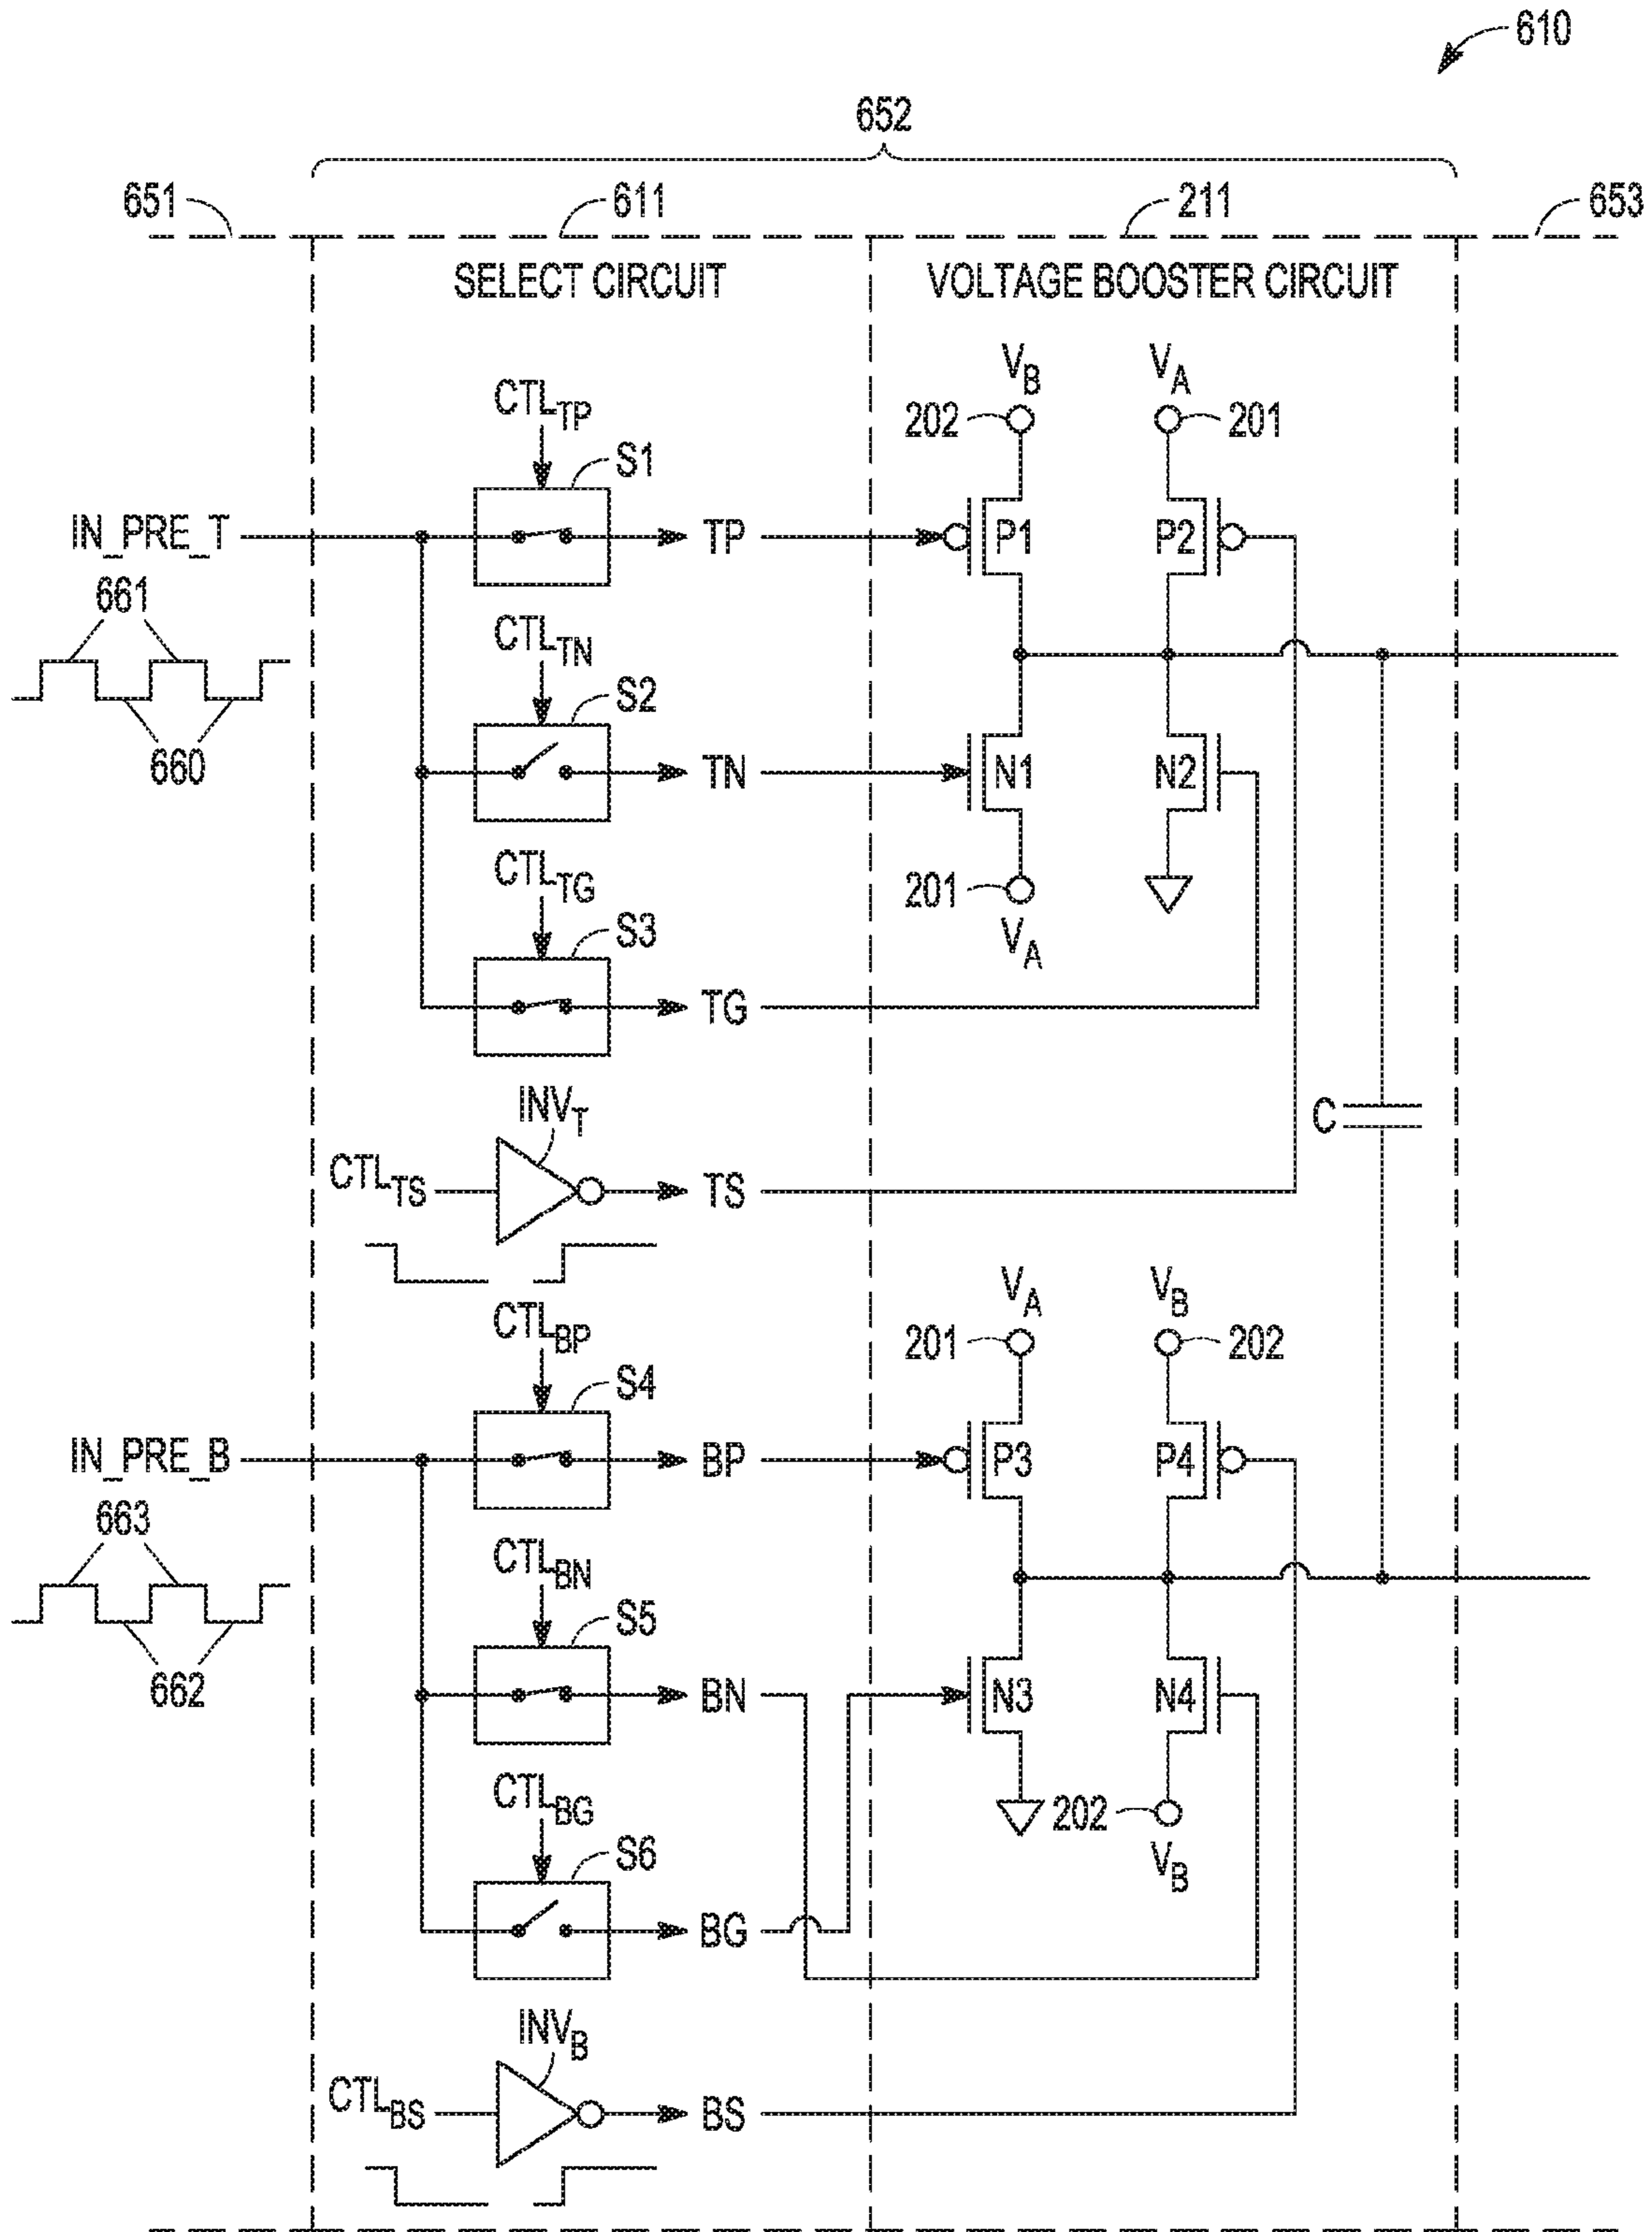 610
652
651
611
211
653
SELECT CIRCUIT
VOLTAGE BOOSTER CIRCUIT
VB
VA
CTLTP
202
201
S1
IN_PRE_T
TP
P1
P2
661
CTLTN
S2
660
TN
N1
N2
CTLTG
201
S3
VA
TG
INVT
C
CTLTS
TS
VA
VB
CTLBP
201
202
S4
IN_PRE_B
BP
P3
P4
663
CTLBN
S5
662
BN
N3
N4
CTLBG
202
S6
VB
BG
INVB
CTLBS
BS